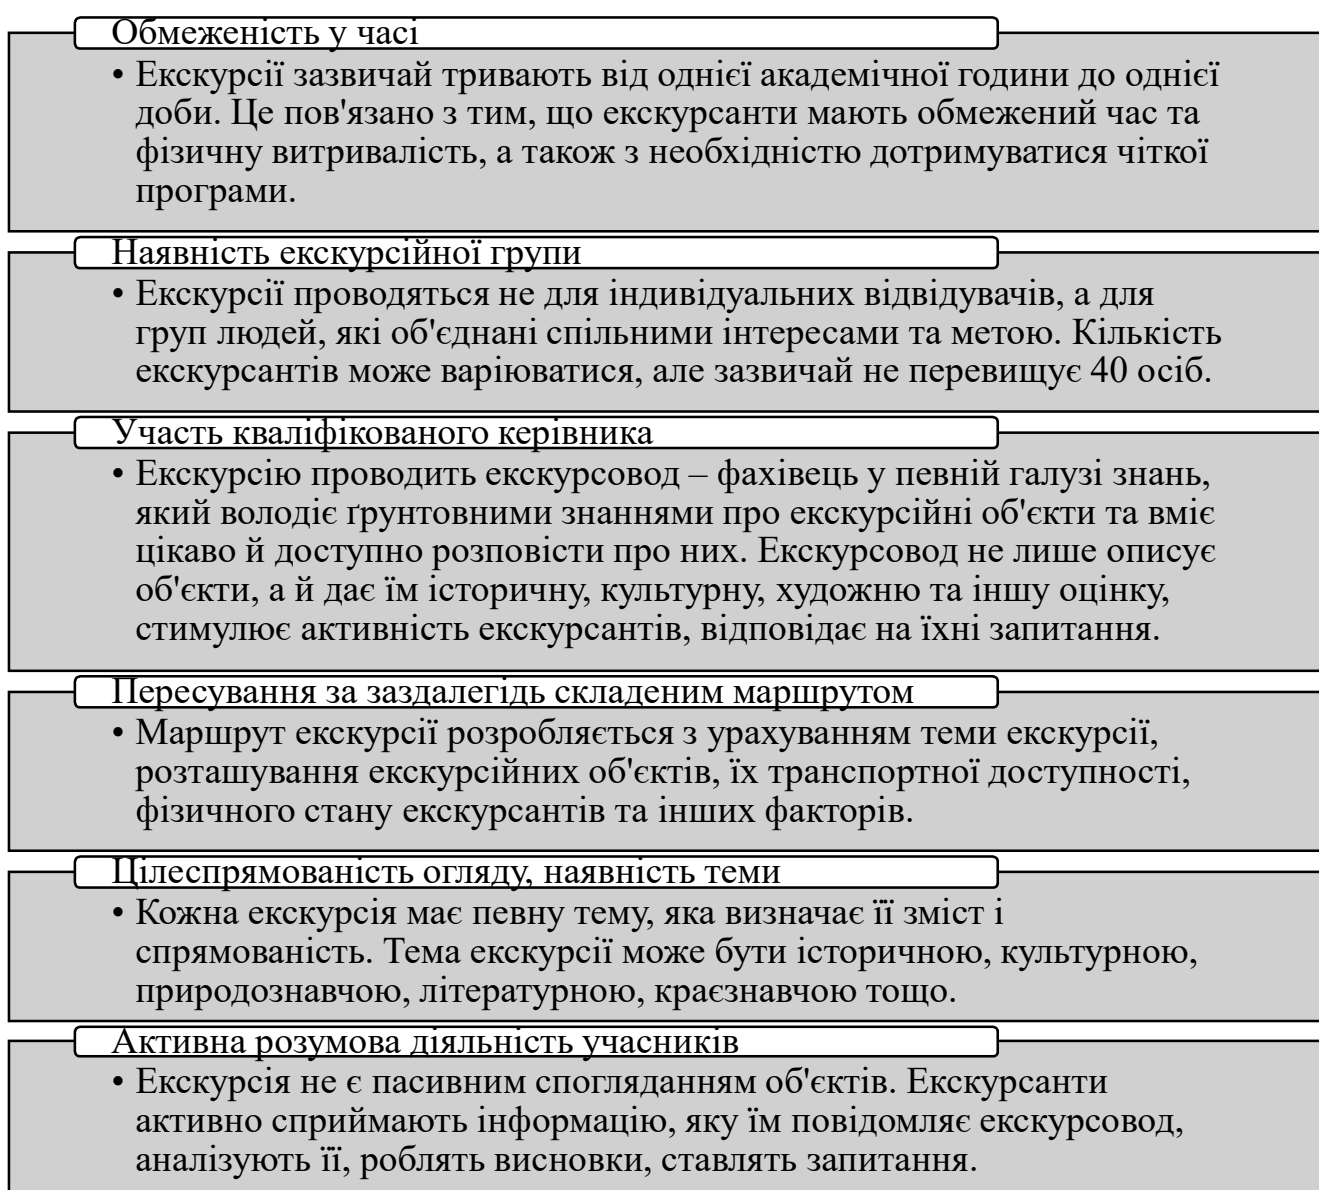 Обмеженість у часі
• Екскурсії зазвичай тривають від однієї академічної години до однієї
доби. Це пов'язано з тим, що екскурсанти мають обмежений час та
фізичну витривалість, а також з необхідністю дотримуватися чіткої
програми.
Наявність екскурсійної групи
• Екскурсії проводяться не для індивідуальних відвідувачів, а для
груп людей, які об'єднані спільними інтересами та метою. Кількість
екскурсантів може варіюватися, але зазвичай не перевищує 40 осіб.
Участь кваліфікованого керівника
• Екскурсію проводить екскурсовод – фахівець у певній галузі знань,
який володіє ґрунтовними знаннями про екскурсійні об'єкти та вміє
цікаво й доступно розповісти про них. Екскурсовод не лише описує
об'єкти, а й дає їм історичну, культурну, художню та іншу оцінку,
стимулює активність екскурсантів, відповідає на їхні запитання.
Пересування за заздалегідь складеним маршрутом
• Маршрут екскурсії розробляється з урахуванням теми екскурсії,
розташування екскурсійних об'єктів, їх транспортної доступності,
фізичного стану екскурсантів та інших факторів.
Цілеспрямованість огляду, наявність теми
• Кожна екскурсія має певну тему, яка визначає її зміст і
спрямованість. Тема екскурсії може бути історичною, культурною,
природознавчою, літературною, краєзнавчою тощо.
Активна розумова діяльність учасників
• Екскурсія не є пасивним спогляданням об'єктів. Екскурсанти
активно сприймають інформацію, яку їм повідомляє екскурсовод,
аналізують її, роблять висновки, ставлять запитання.